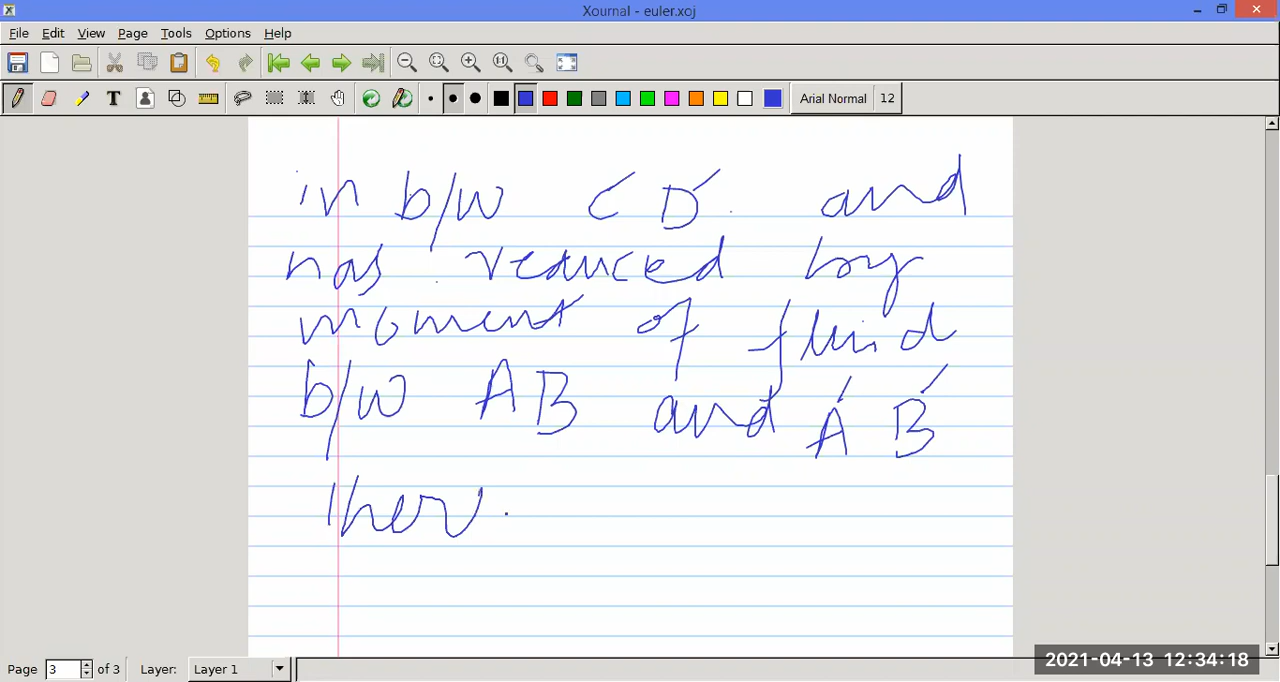 Xournal - euler.xoj
File Edit View Page Tools Options Help
Arial Normal 12
in b/w C' D' and
has reduced by
moment of fluid
b/w AB and A' B'
ther
Page 3 of 3 Layer: Layer 1
2021-04-13 12:34:18